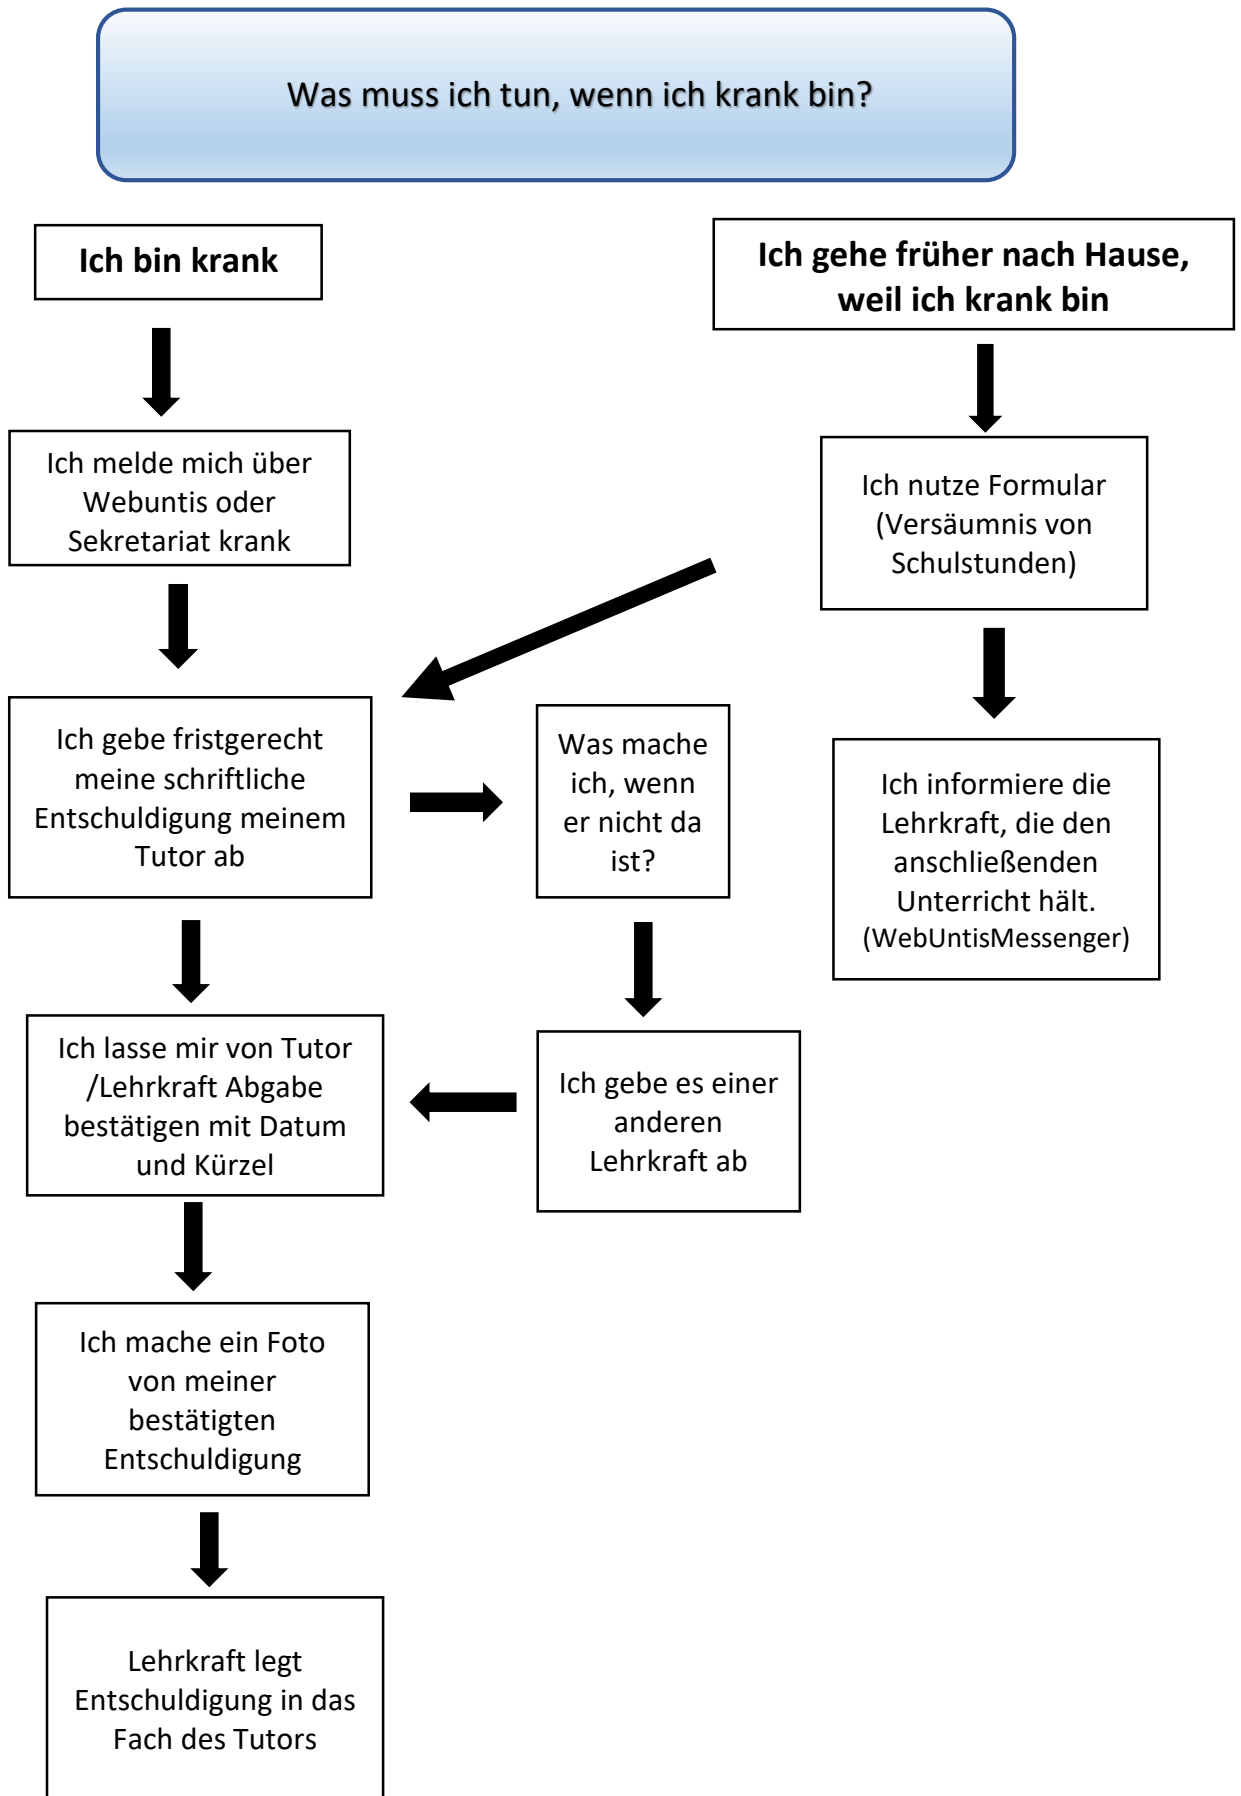 Was muss ich tun, wenn ich krank bin?
Ich bin krank
Ich gehe früher nach Hause,
weil ich krank bin
Ich melde mich über
Webuntis oder
Sekretariat krank
Ich nutze Formular
(Versäumnis von
Schulstunden)
Ich gebe fristgerecht
meine schriftliche
Entschuldigung meinem
Tutor ab
Was mache
ich, wenn
er nicht da
ist?
Ich informiere die
Lehrkraft, die den
anschließenden
Unterricht hält.
(WebUntisMessenger)
Ich lasse mir von Tutor
/Lehrkraft Abgabe
bestätigen mit Datum
und Kürzel
Ich gebe es einer
anderen
Lehrkraft ab
Ich mache ein Foto
von meiner
bestätigten
Entschuldigung
Lehrkraft legt
Entschuldigung in das
Fach des Tutors